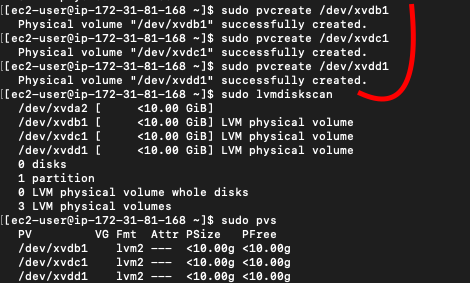 [[ec2-user@ip-172-31-81-168 ~]$ sudo pvcreate /dev/xvdb1
  Physical volume "/dev/xvdb1" successfully created.
[[ec2-user@ip-172-31-81-168 ~]$ sudo pvcreate /dev/xvdc1
  Physical volume "/dev/xvdc1" successfully created.
[[ec2-user@ip-172-31-81-168 ~]$ sudo pvcreate /dev/xvdd1
  Physical volume "/dev/xvdd1" successfully created.
[[ec2-user@ip-172-31-81-168 ~]$ sudo lvmdiskscan
  /dev/xvda2 [     <10.00 GiB]
  /dev/xvdb1 [     <10.00 GiB] LVM physical volume
  /dev/xvdc1 [     <10.00 GiB] LVM physical volume
  /dev/xvdd1 [     <10.00 GiB] LVM physical volume
  0 disks
  1 partition
  0 LVM physical volume whole disks
  3 LVM physical volumes
[[ec2-user@ip-172-31-81-168 ~]$ sudo pvs
  PV         VG Fmt  Attr PSize   PFree
  /dev/xvdb1    lvm2 ---  <10.00g <10.00g
  /dev/xvdc1    lvm2 ---  <10.00g <10.00g
  /dev/xvdd1    lvm2 ---  <10.00g <10.00g